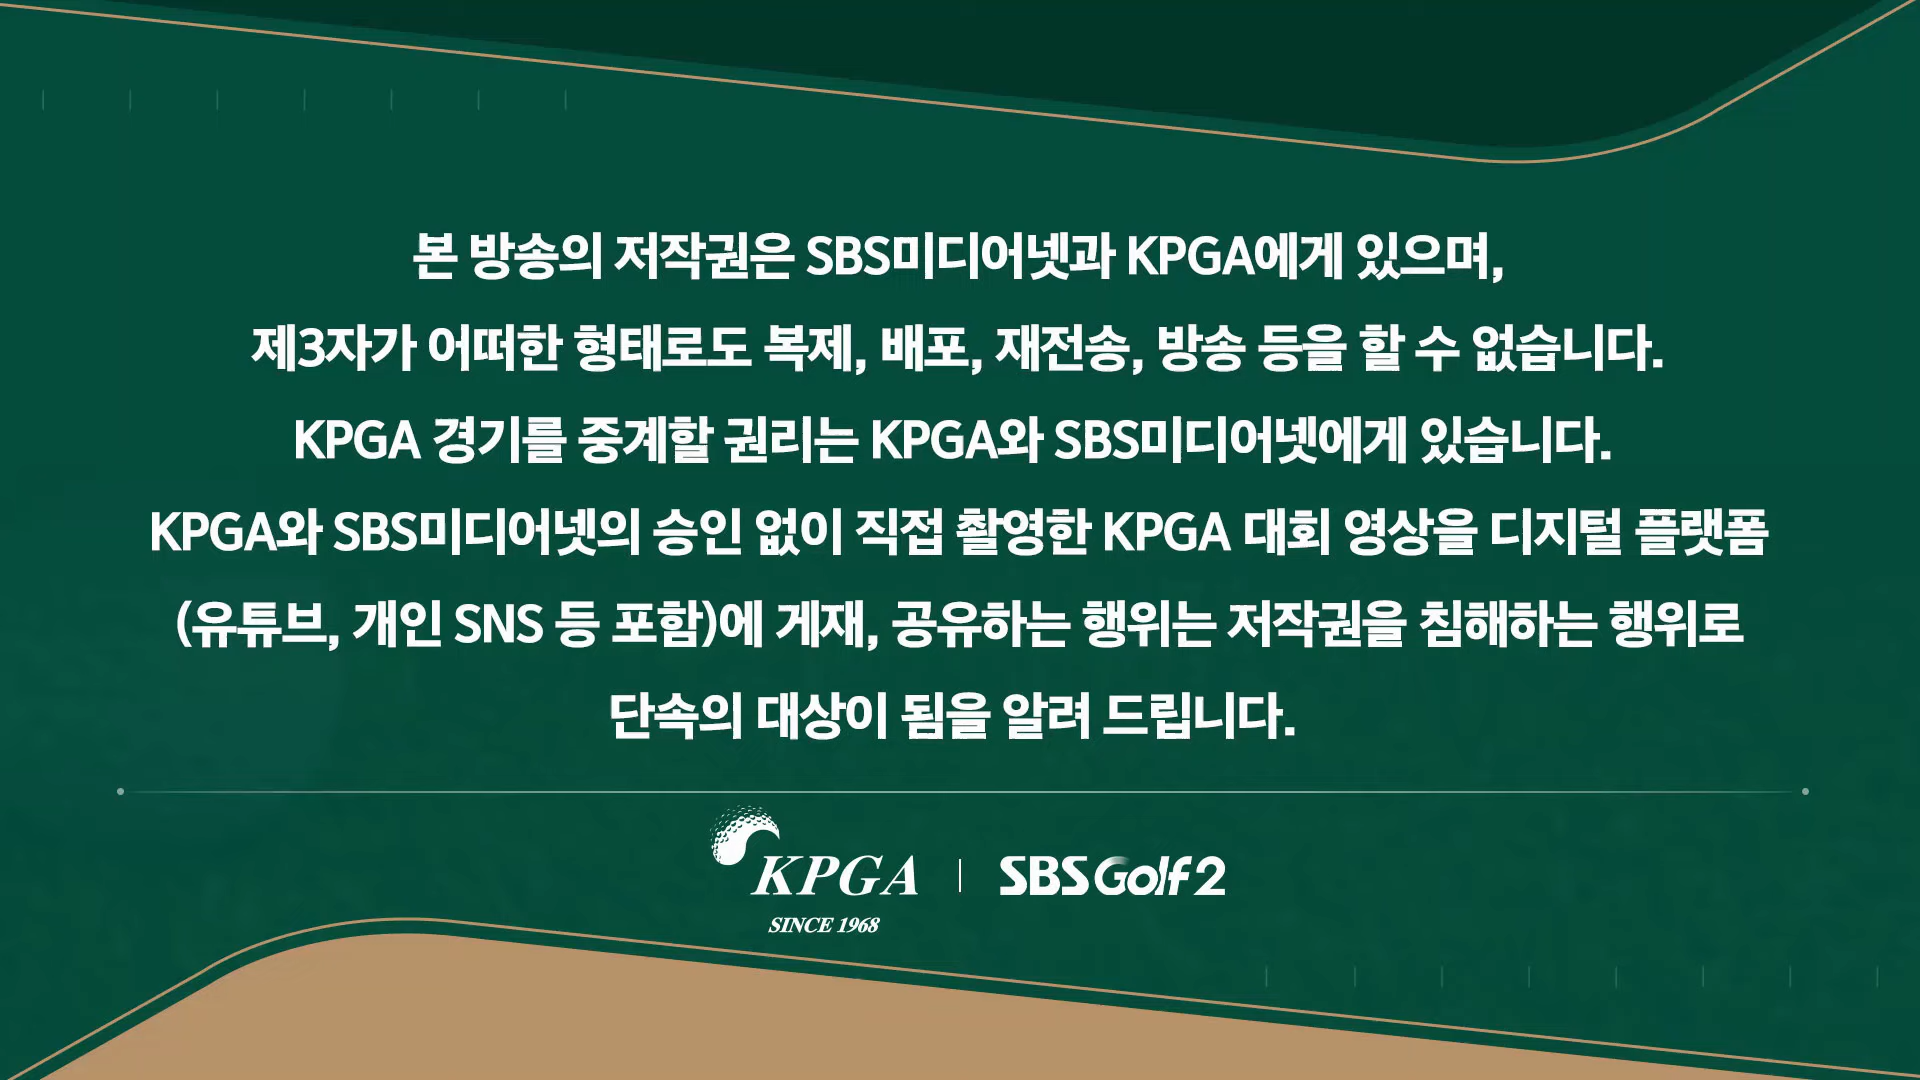 본 방송의 저작권은 SBS미디어넷과 KPGA에게 있으며,
제3자가 어떠한 형태로도 복제, 배포, 재전송, 방송 등을 할 수 없습니다.
KPGA 경기를 중계할 권리는 KPGA와 SBS미디어넷에게 있습니다.
KPGA와 SBS미디어넷의 승인 없이 직접 촬영한 KPGA 대회 영상을 디지털 플랫폼
(유튜브, 개인 SNS 등 포함)에 게재, 공유하는 행위는 저작권을 침해하는 행위로
단속의 대상이 됨을 알려 드립니다.
KPGA
SINCE 1968
SBS Golf 2